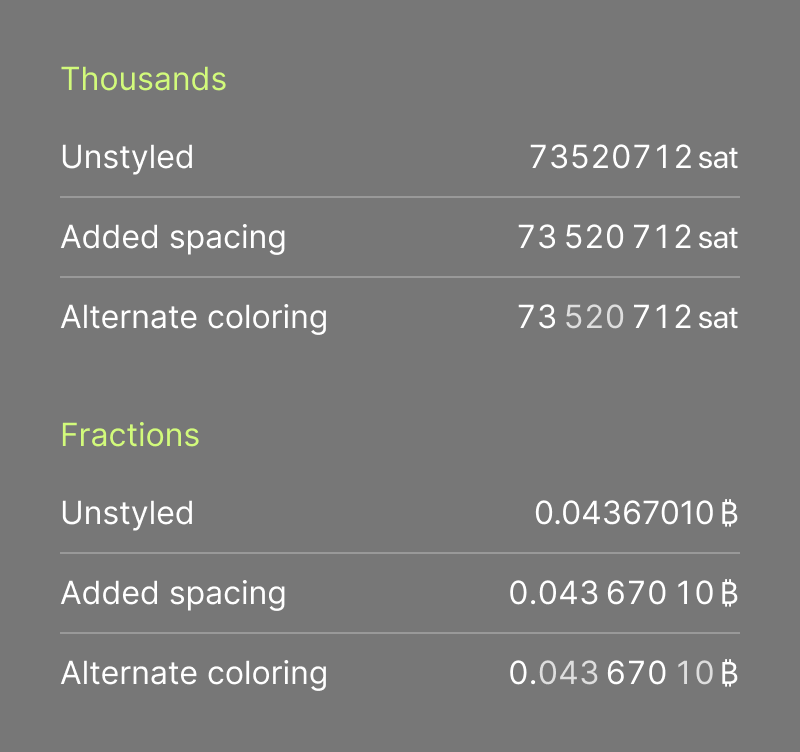 Thousands
Unstyled 73520712 sat
Added spacing 73 520 712 sat
Alternate coloring 73 520 712 sat
Fractions
Unstyled 0.04367010 ₿
Added spacing 0.043 670 10 ₿
Alternate coloring 0.043 670 10 ₿